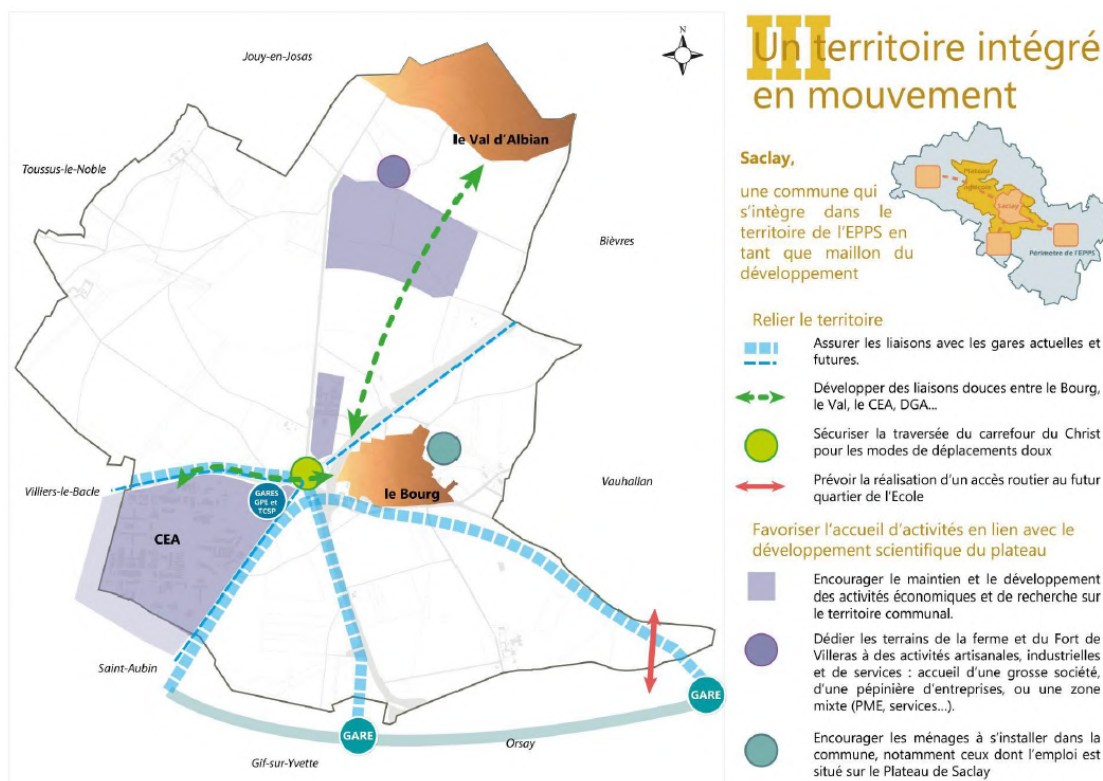 Jouy-en-Josas
N
le Val d'Albian
Toussus-le-Noble
Bièvres
Villiers-le-Bacle
GARES
GPE et
TCSP
le Bourg
Vauhallan
CEA
Saint-Aubin
GARE
GARE
Orsay
Gif-sur-Yvette
III
Un territoire intégré
en mouvement
Saclay,
une commune qui
s'intègre dans le
territoire de l'EPPS en
tant que maillon du
développement
Plateau
agricole
Saclay
Périmètre de l'EPPS
Relier le territoire
Assurer les liaisons avec les gares actuelles et
futures.
Développer des liaisons douces entre le Bourg,
le Val, le CEA, DGA...
Sécuriser la traversée du carrefour du Christ
pour les modes de déplacements doux
Prévoir la réalisation d'un accès routier au futur
quartier de l'Ecole
Favoriser l'accueil d'activités en lien avec le
développement scientifique du plateau
Encourager le maintien et le développement
des activités économiques et de recherche sur
le territoire communal.
Dédier les terrains de la ferme et du Fort de
Villeras à des activités artisanales, industrielles
et de services : accueil d'une grosse société,
d'une pépinière d'entreprises, ou une zone
mixte (PME, services...).
Encourager les ménages à s'installer dans la
commune, notamment ceux dont l'emploi est
situé sur le Plateau de Saclay